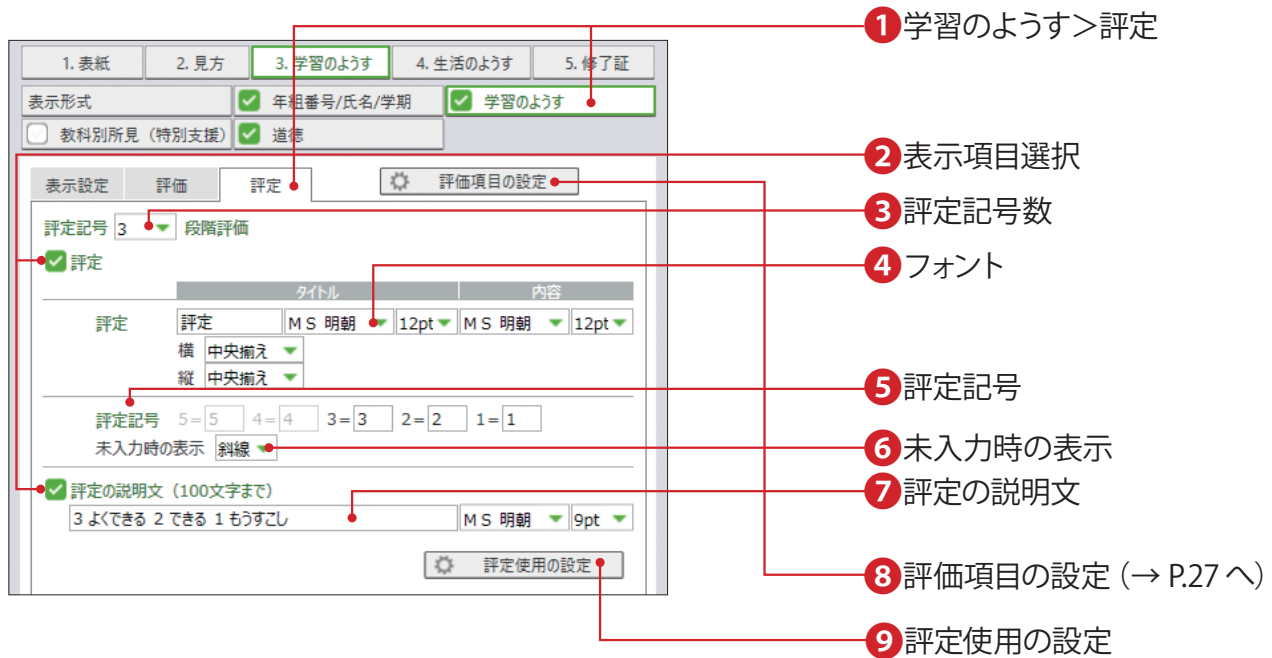 1. 表紙 2. 見方 3. 学習のようす 4. 生活のようす 5. 修了証
表示形式 年組番号/氏名/学期 学習のようす
教科別所見（特別支援） 道徳
表示設定 評価 評定 評価項目の設定
評定記号 3 段階評価
評定
タイトル 内容
評定 評定 ＭＳ 明朝 12pt ＭＳ 明朝 12pt
横 中央揃え
縦 中央揃え
評定記号 5＝5 4＝4 3＝3 2＝2 1＝1
未入力時の表示 斜線
評定の説明文（100文字まで）
3 よくできる 2 できる 1 もうすこし ＭＳ 明朝 9pt
評定使用の設定
1 学習のようす＞評定
2 表示項目選択
3 評定記号数
4 フォント
5 評定記号
6 未入力時の表示
7 評定の説明文
8 評価項目の設定（→ P.27 へ）
9 評定使用の設定